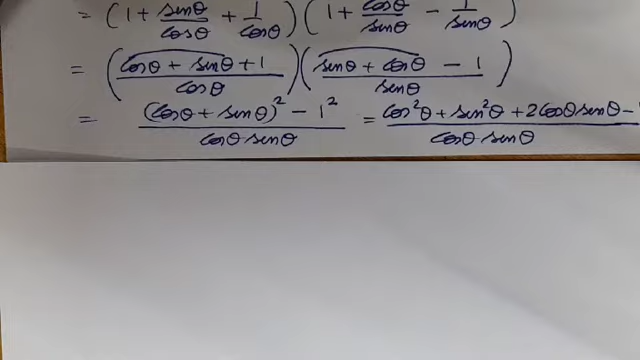 = (1 + sinθ/cosθ + 1/cosθ) (1 + cosθ/sinθ - 1/sinθ)
= ((cosθ + sinθ + 1)/cosθ) ((sinθ + cosθ - 1)/sinθ)
= ((cosθ + sinθ)² - 1²)/(cosθ sinθ) = (cos²θ + sin²θ + 2cosθ sinθ -)/(cosθ sinθ)